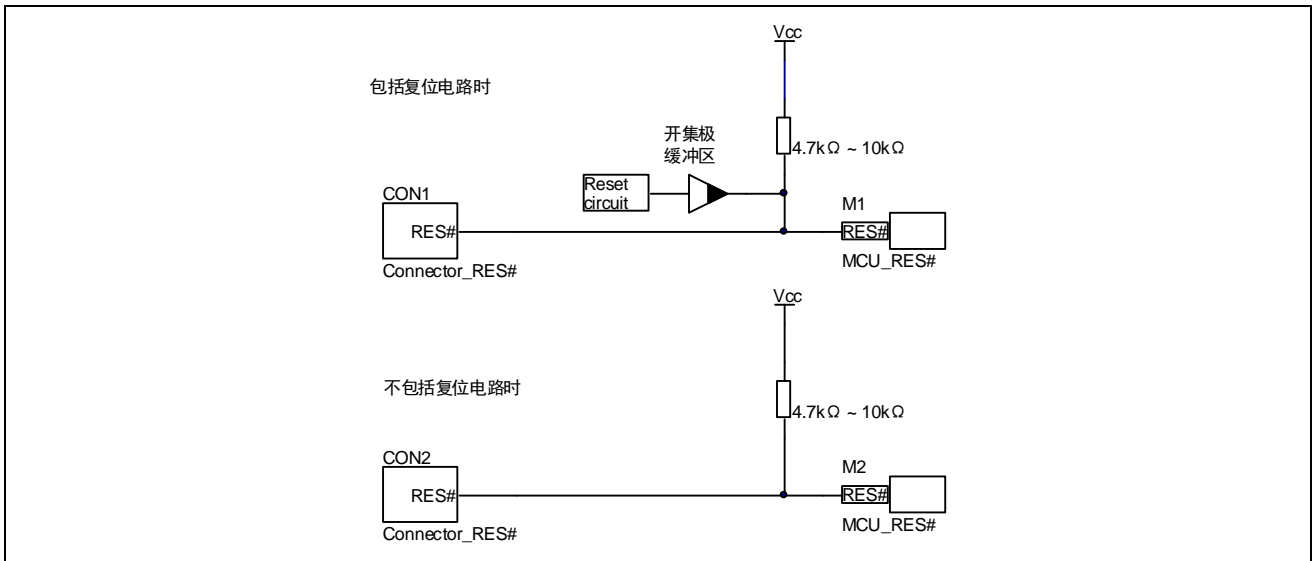 Vcc
包括复位电路时
开集极
缓冲区
4.7kΩ ~ 10kΩ
Reset
circuit
CON1
RES#
Connector_RES#
M1
RES#
MCU_RES#
Vcc
不包括复位电路时
4.7kΩ ~ 10kΩ
CON2
RES#
Connector_RES#
M2
RES#
MCU_RES#